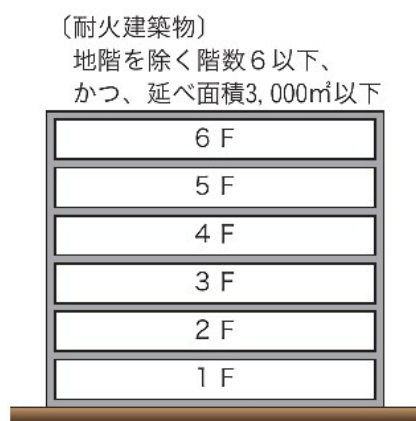 〔耐火建築物〕
地階を除く階数６以下、
かつ、延べ面積3,000㎡以下
６Ｆ
５Ｆ
４Ｆ
３Ｆ
２Ｆ
１Ｆ